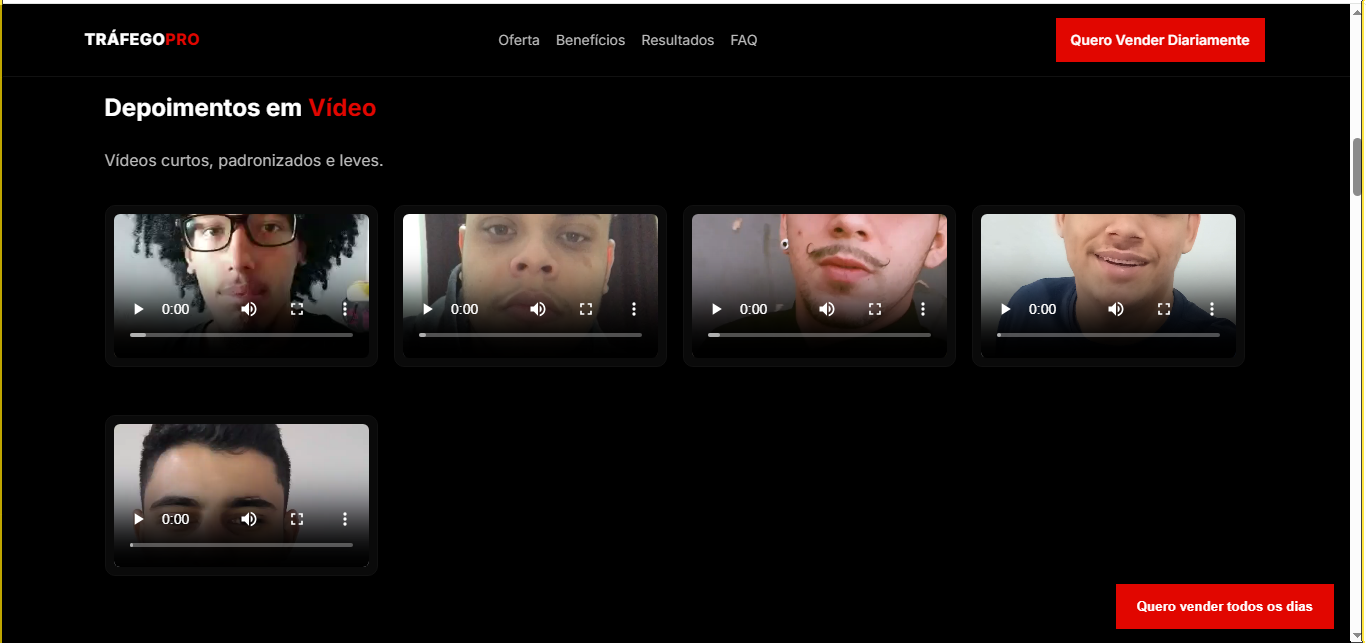 TRÁFEGOPRO
Oferta Benefícios Resultados FAQ
Quero Vender Diariamente
Depoimentos em Vídeo
Vídeos curtos, padronizados e leves.
0:00
0:00
0:00
0:00
0:00
Quero vender todos os dias